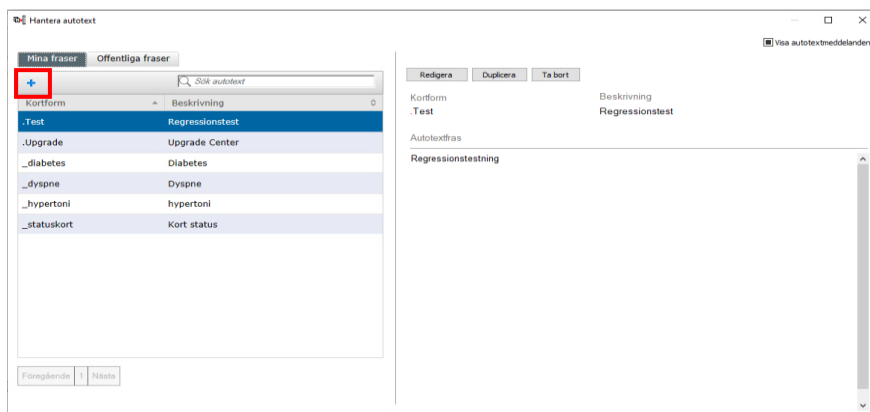 Hantera autotext
Visa autotextmeddelanden
Mina fraser Offentliga fraser
Sök autotext
Kortform Beskrivning
.Test Regressionstest
.Upgrade Upgrade Center
_diabetes Diabetes
_dyspne Dyspne
_hypertoni hypertoni
_statuskort Kort status
Föregående 1 Nästa
Redigera Duplicera Ta bort
Kortform Beskrivning
.Test Regressionstest
Autotextfras
Regressionstestning